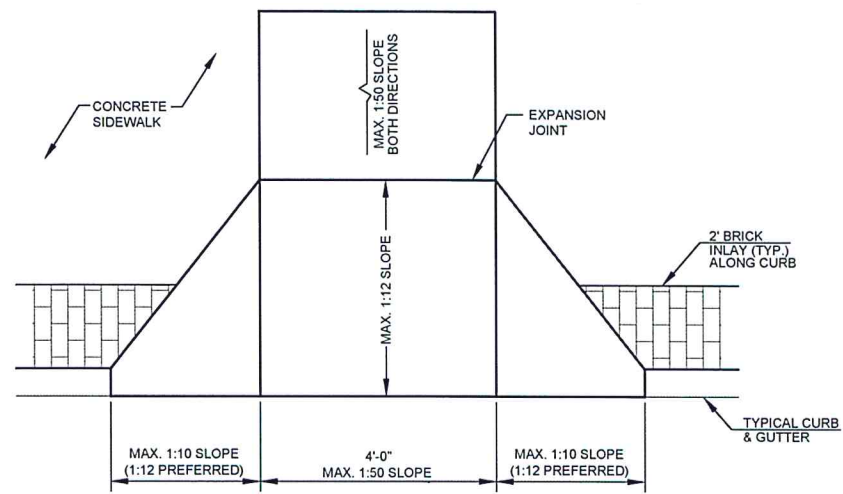 MAX. 1:50 SLOPE
BOTH DIRECTIONS
CONCRETE
SIDEWALK
EXPANSION
JOINT
2' BRICK
INLAY (TYP.)
ALONG CURB
MAX. 1:12 SLOPE
TYPICAL CURB
& GUTTER
MAX. 1:10 SLOPE
(1:12 PREFERRED)
4'-0"
MAX. 1:50 SLOPE
MAX. 1:10 SLOPE
(1:12 PREFERRED)